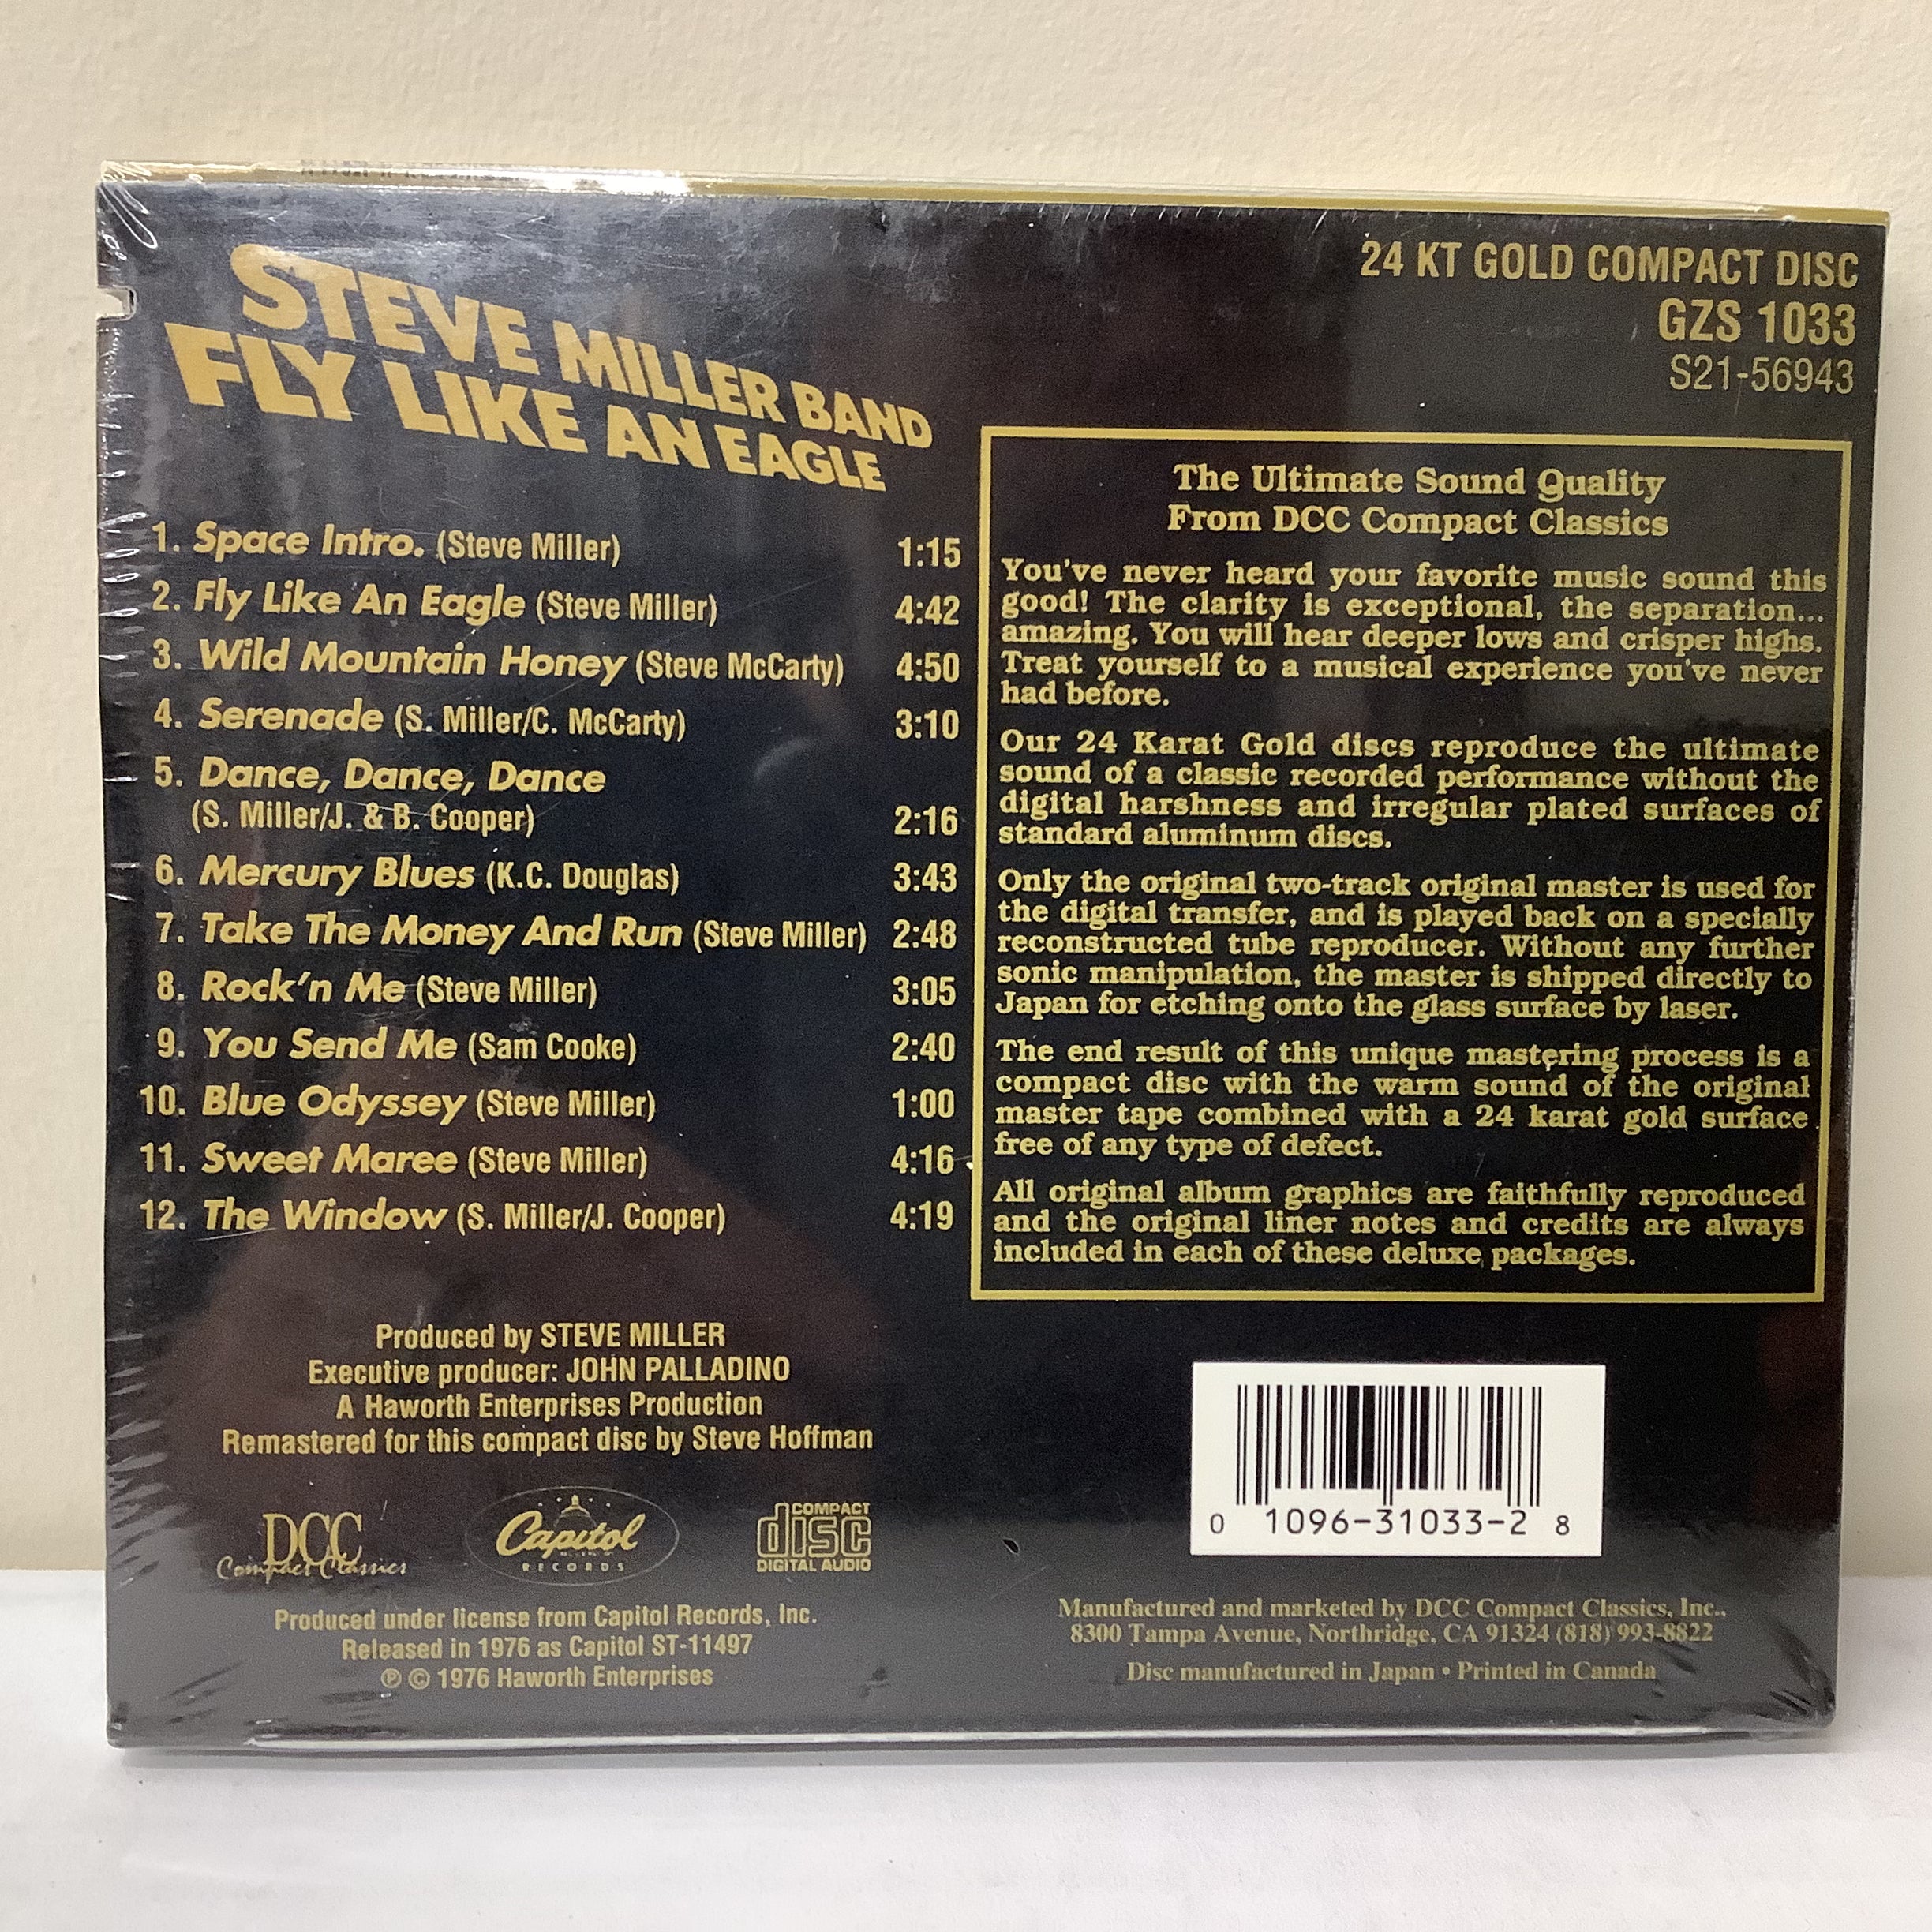 STEVE MILLER BAND
FLY LIKE AN EAGLE
1. Space Intro. (Steve Miller) 1:15
2. Fly Like An Eagle (Steve Miller) 4:42
3. Wild Mountain Honey (Steve McCarty) 4:50
4. Serenade (S. Miller/C. McCarty) 3:10
5. Dance, Dance, Dance
(S. Miller/J. & B. Cooper) 2:16
6. Mercury Blues (K.C. Douglas) 3:43
7. Take The Money And Run (Steve Miller) 2:48
8. Rock'n Me (Steve Miller) 3:05
9. You Send Me (Sam Cooke) 2:40
10. Blue Odyssey (Steve Miller) 1:00
11. Sweet Maree (Steve Miller) 4:16
12. The Window (S. Miller/J. Cooper) 4:19
Produced by STEVE MILLER
Executive producer: JOHN PALLADINO
A Haworth Enterprises Production
Remastered for this compact disc by Steve Hoffman
DCC
Compact Classics
Capitol
RECORDS
COMPACT
disc
DIGITAL AUDIO
Produced under license from Capitol Records, Inc.
Released in 1976 as Capitol ST-11497
℗ © 1976 Haworth Enterprises
24 KT GOLD COMPACT DISC
GZS 1033
S21-56943
The Ultimate Sound Quality
From DCC Compact Classics
You've never heard your favorite music sound this
good! The clarity is exceptional, the separation...
amazing. You will hear deeper lows and crisper highs.
Treat yourself to a musical experience you've never
had before.
Our 24 Karat Gold discs reproduce the ultimate
sound of a classic recorded performance without the
digital harshness and irregular plated surfaces of
standard aluminum discs.
Only the original two-track original master is used for
the digital transfer, and is played back on a specially
reconstructed tube reproducer. Without any further
sonic manipulation, the master is shipped directly to
Japan for etching onto the glass surface by laser.
The end result of this unique mastering process is a
compact disc with the warm sound of the original
master tape combined with a 24 karat gold surface
free of any type of defect.
All original album graphics are faithfully reproduced
and the original liner notes and credits are always
included in each of these deluxe packages.
0 1096-31033-2 8
Manufactured and marketed by DCC Compact Classics, Inc.,
8300 Tampa Avenue, Northridge, CA 91324 (818) 993-8822
Disc manufactured in Japan • Printed in Canada